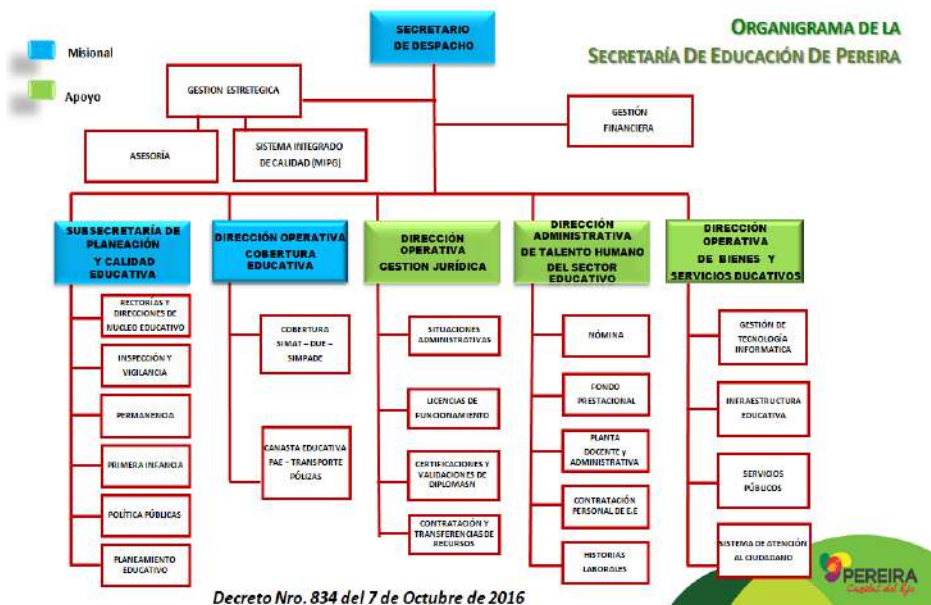 ORGANIGRAMA DE LA
SECRETARÍA DE EDUCACIÓN DE PEREIRA
Misional
Apoyo
SECRETARIO
DE DESPACHO
GESTION ESTRETEGICA
ASESORÍA
SISTEMA INTEGRADO
DE CALIDAD (MIPG)
GESTIÓN
FINANCIERA
SUBSECRETARÍA DE
PLANEACIÓN
Y CALIDAD
EDUCATIVA
RECTORÍAS Y
DIRECCIONES DE
NUCLEO EDUCATIVO
INSPECCIÓN Y
VIGILANCIA
PERMANENCIA
PRIMERA INFANCIA
POLÍTICA PÚBLICAS
PLANEAMIENTO
EDUCATIVO
DIRECCIÓN OPERATIVA
COBERTURA
EDUCATIVA
COBERTURA
SIMAT – DUE –
SIMPADE
CANASTA EDUCATIVA
PAE – TRANSPORTE
PÓLIZAS
DIRECCIÓN
OPERATIVA
GESTION JURÍDICA
SITUACIONES
ADMINISTRATIVAS
LICENCIAS DE
FUNCIONAMIENTO
CERTIFICACIONES Y
VALIDACIONES DE
DIPLOMASN
CONTRATACIÓN Y
TRANSFERENCIAS DE
RECURSOS
DIRECCIÓN
ADMINISTRATIVA
DE TALENTO HUMANO
DEL SECTOR
EDUCATIVO
NÓMINA
FONDO
PRESTACIONAL
PLANTA
DOCENTE y
ADMINISTRATIVA
CONTRATACIÓN
PERSONAL DE E.E
HISTORIAS
LABORALES
DIRECCIÓN
OPERATIVA
DE BIENES Y
SERVICIOS DUCATIVOS
GESTIÓN DE
TECNOLOGÍA
INFORMATICA
INFRAESTRUCTURA
EDUCATIVA
SERVICIOS
PÚBLICOS
SISTEMA DE ATENCIÓN
AL CIUDADANO
Decreto Nro. 834 del 7 de Octubre de 2016
PEREIRA
Capital del Eje